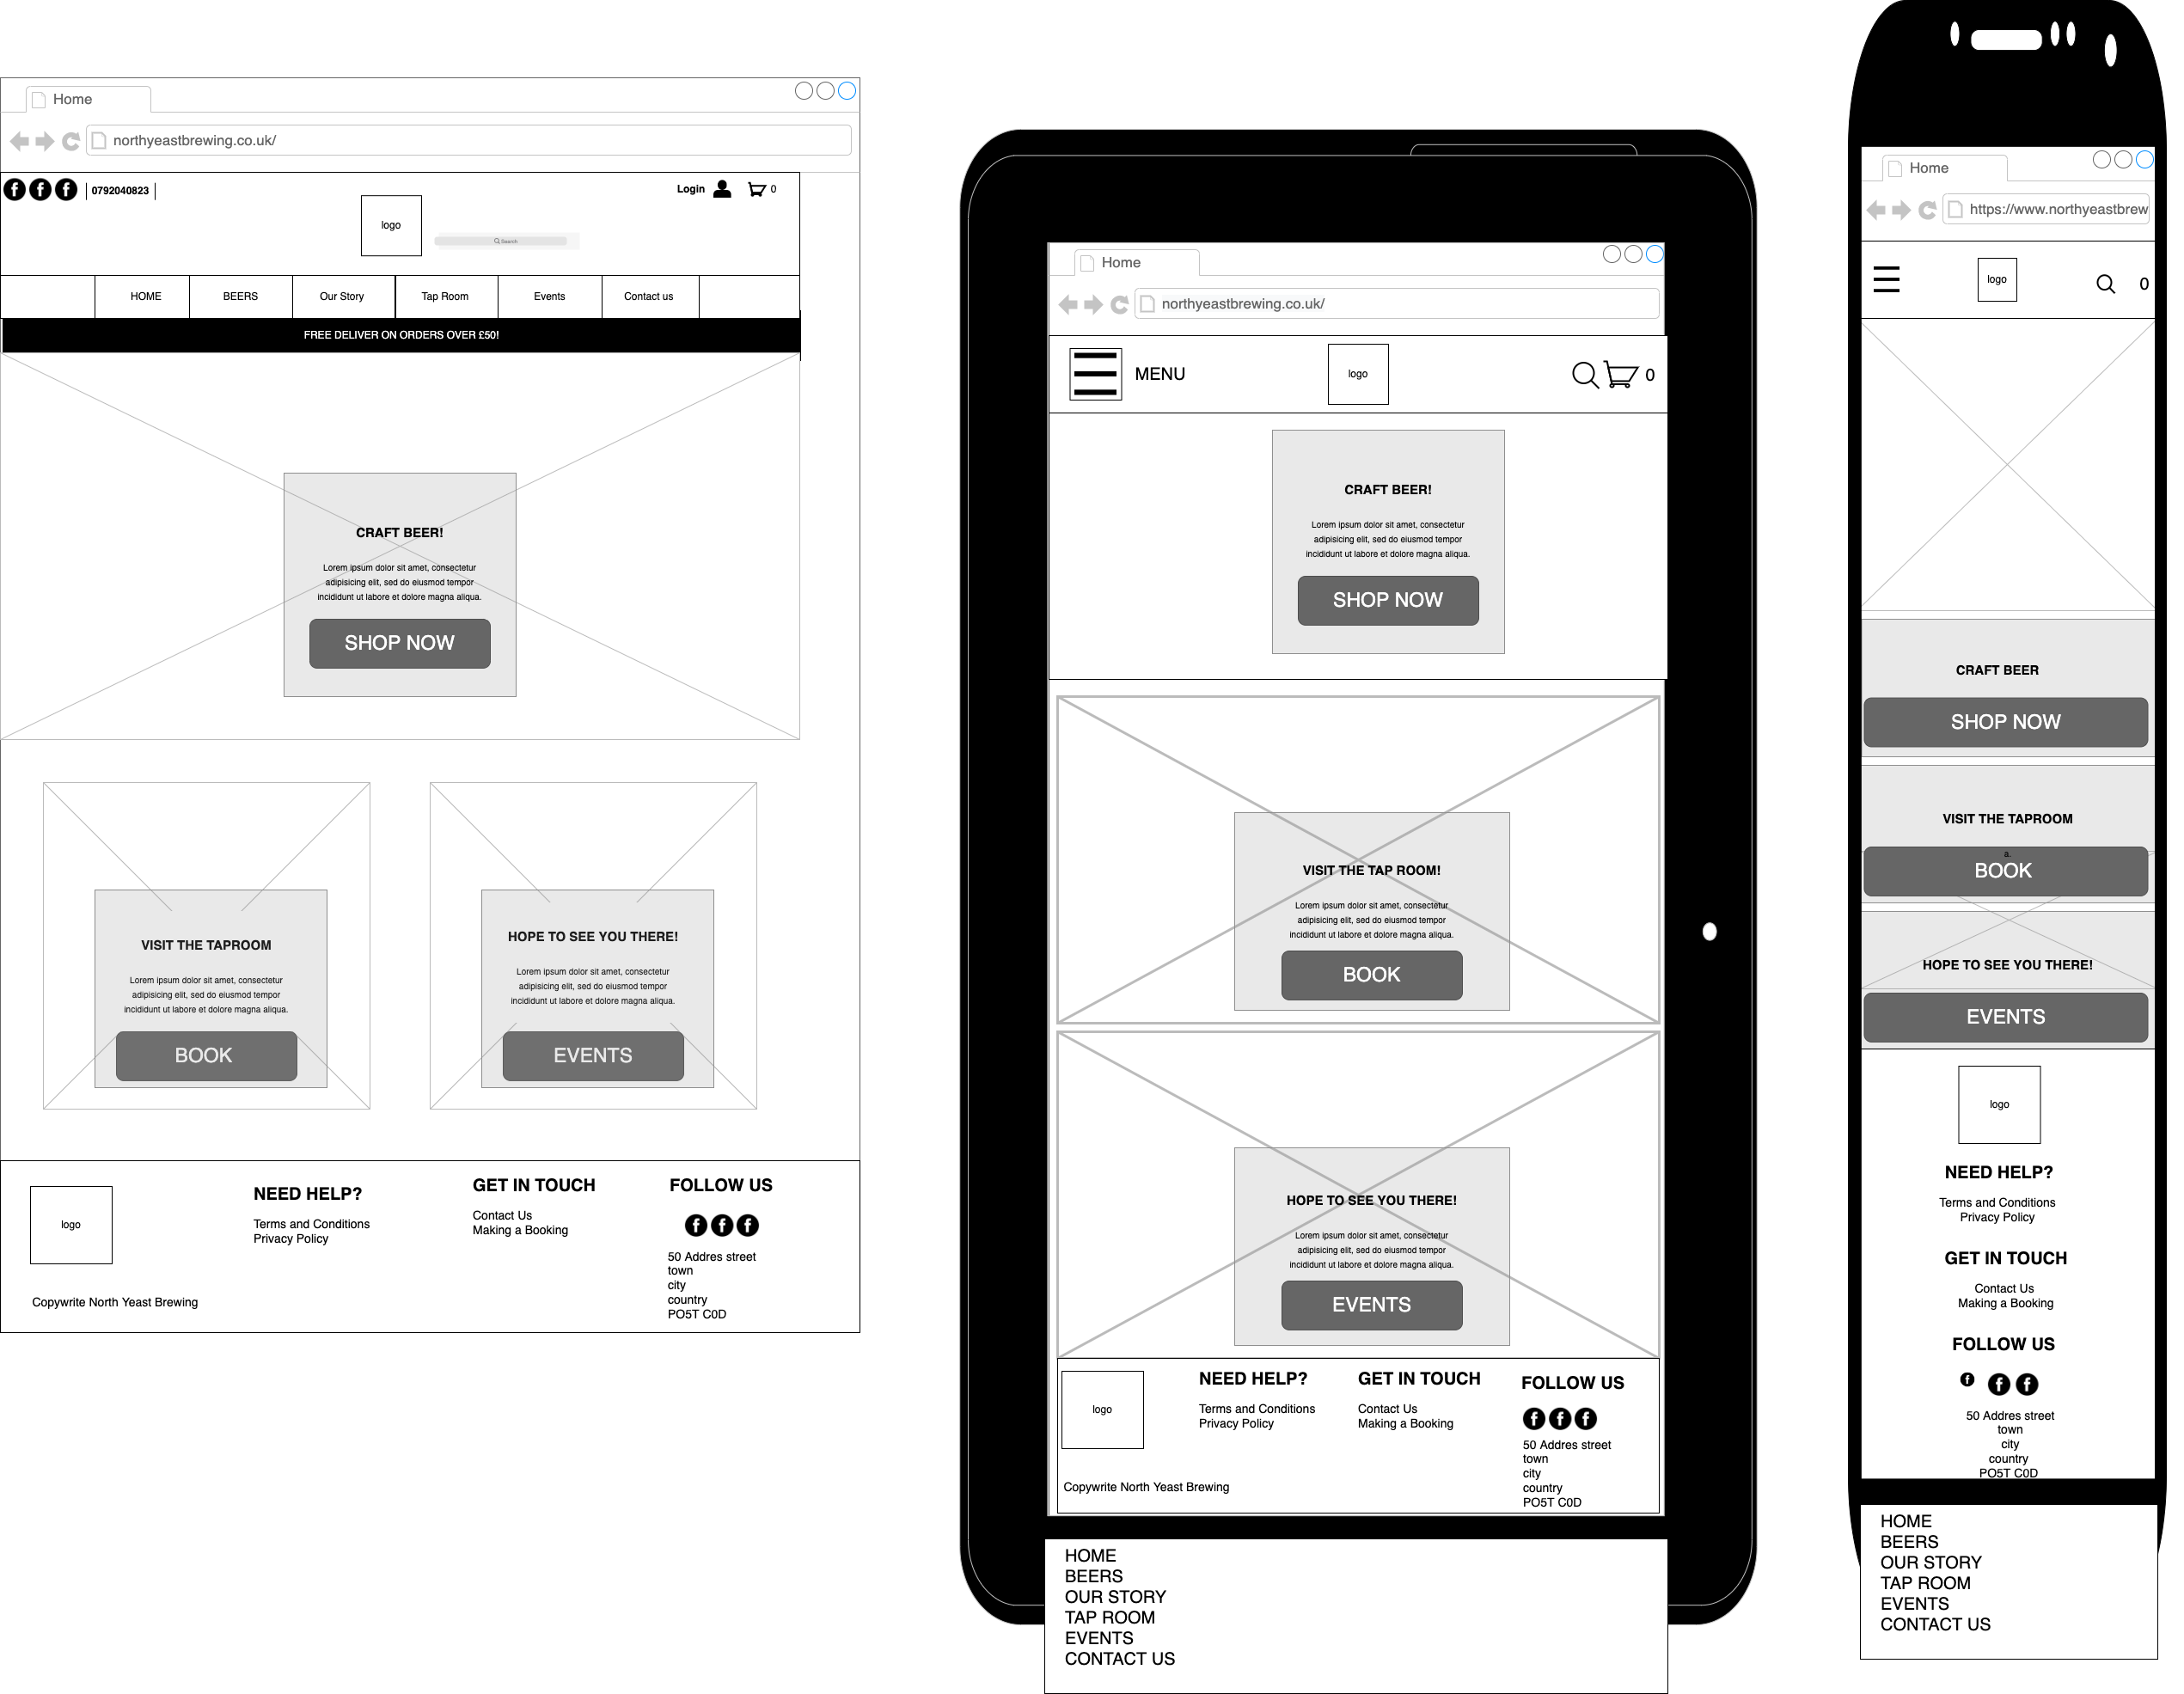 Home
northyeastbrewing.co.uk/
0792040823
Login
0
logo
Search
HOME BEERS Our Story Tap Room Events Contact us
FREE DELIVER ON ORDERS OVER £50!
CRAFT BEER!
Lorem ipsum dolor sit amet, consectetur
adipisicing elit, sed do eiusmod tempor
incididunt ut labore et dolore magna aliqua.
SHOP NOW
VISIT THE TAPROOM
Lorem ipsum dolor sit amet, consectetur
adipisicing elit, sed do eiusmod tempor
incididunt ut labore et dolore magna aliqua.
BOOK
HOPE TO SEE YOU THERE!
Lorem ipsum dolor sit amet, consectetur
adipisicing elit, sed do eiusmod tempor
incididunt ut labore et dolore magna aliqua.
EVENTS
logo
Copywrite North Yeast Brewing
NEED HELP?
Terms and Conditions
Privacy Policy
GET IN TOUCH
Contact Us
Making a Booking
FOLLOW US
50 Addres street
town
city
country
PO5T C0D
Home
northyeastbrewing.co.uk/
MENU
logo
0
CRAFT BEER!
Lorem ipsum dolor sit amet, consectetur
adipisicing elit, sed do eiusmod tempor
incididunt ut labore et dolore magna aliqua.
SHOP NOW
VISIT THE TAP ROOM!
Lorem ipsum dolor sit amet, consectetur
adipisicing elit, sed do eiusmod tempor
incididunt ut labore et dolore magna aliqua.
BOOK
HOPE TO SEE YOU THERE!
Lorem ipsum dolor sit amet, consectetur
adipisicing elit, sed do eiusmod tempor
incididunt ut labore et dolore magna aliqua.
EVENTS
logo
Copywrite North Yeast Brewing
NEED HELP?
Terms and Conditions
Privacy Policy
GET IN TOUCH
Contact Us
Making a Booking
FOLLOW US
50 Addres street
town
city
country
PO5T C0D
HOME
BEERS
OUR STORY
TAP ROOM
EVENTS
CONTACT US
Home
https://www.northyeastbrew
logo
0
CRAFT BEER
SHOP NOW
VISIT THE TAPROOM
a.
BOOK
HOPE TO SEE YOU THERE!
EVENTS
logo
NEED HELP?
Terms and Conditions
Privacy Policy
GET IN TOUCH
Contact Us
Making a Booking
FOLLOW US
50 Addres street
town
city
country
PO5T C0D
HOME
BEERS
OUR STORY
TAP ROOM
EVENTS
CONTACT US